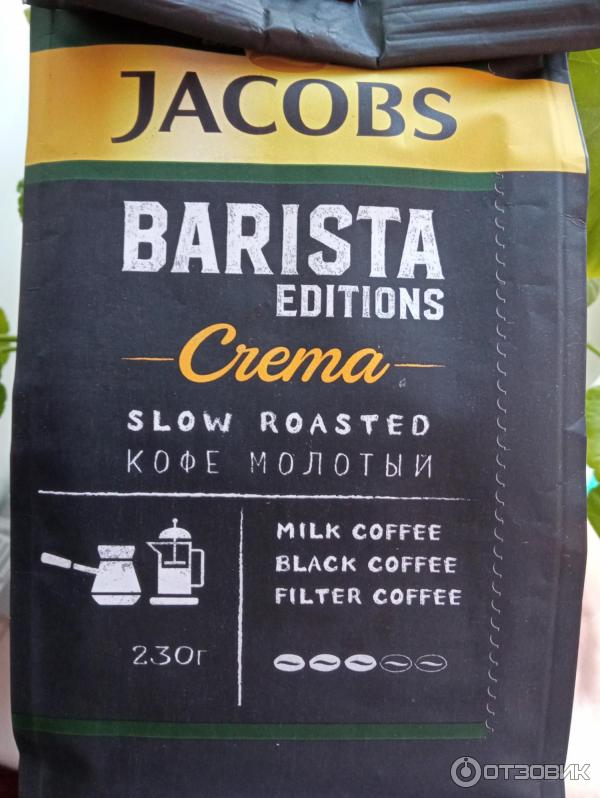 JACOBS
BARISTA
EDITIONS
Crema
SLOW ROASTED
КОФЕ МОЛОТЫЙ
MILK COFFEE
BLACK COFFEE
FILTER COFFEE
230г
ОТЗОВИК